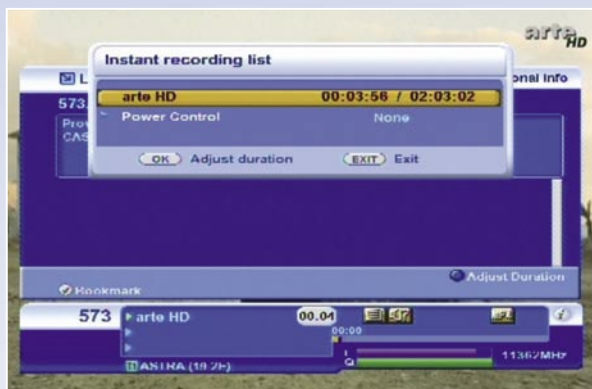 arte HD
Instant recording list
onal Info
573
arte HD 00:03:56 / 02:03:02
Power Control None
OK Adjust duration EXIT Exit
Adjust Duration
Bookmark
573 arte HD 00.04
00:00
ASTRA (19.2E) 11362MHz